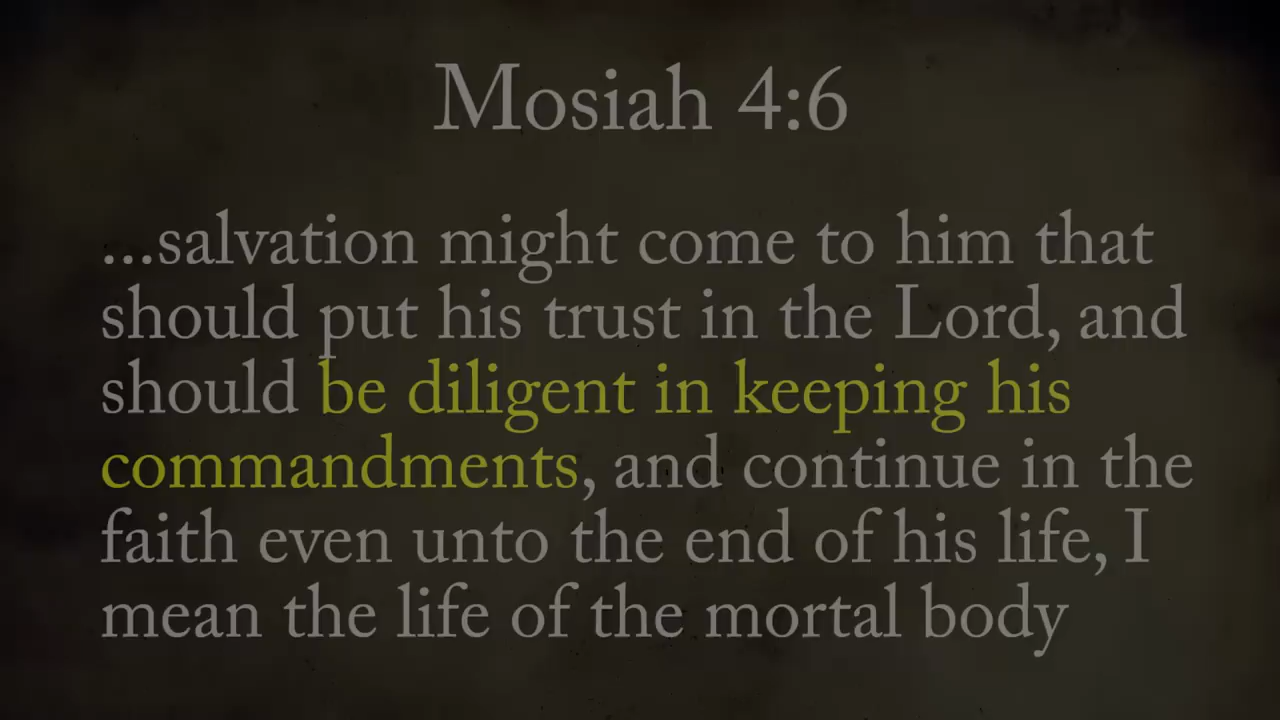 Mosiah 4:6
...salvation might come to him that
should put his trust in the Lord, and
should be diligent in keeping his
commandments, and continue in the
faith even unto the end of his life, I
mean the life of the mortal body